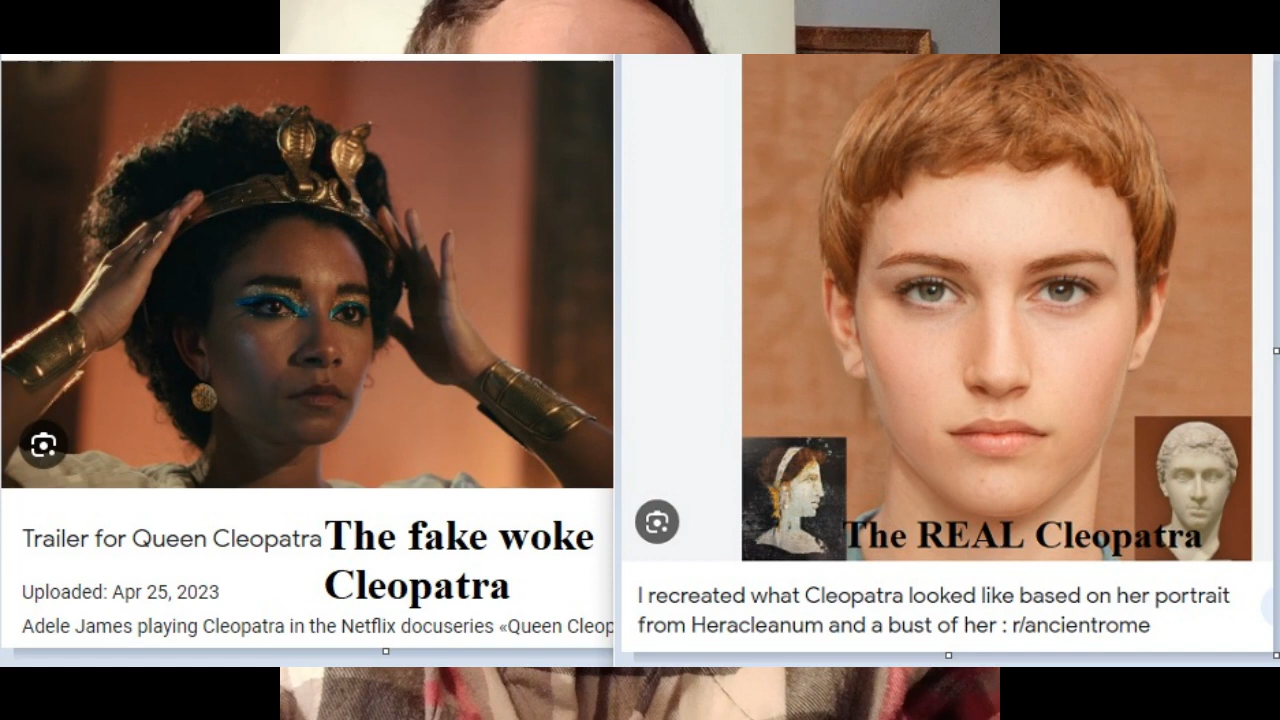 Trailer for Queen Cleopatra
The fake woke
Cleopatra
Uploaded: Apr 25, 2023
Adele James playing Cleopatra in the Netflix docuseries «Queen Cleop
The REAL Cleopatra
I recreated what Cleopatra looked like based on her portrait
from Heracleanum and a bust of her : r/ancientrome